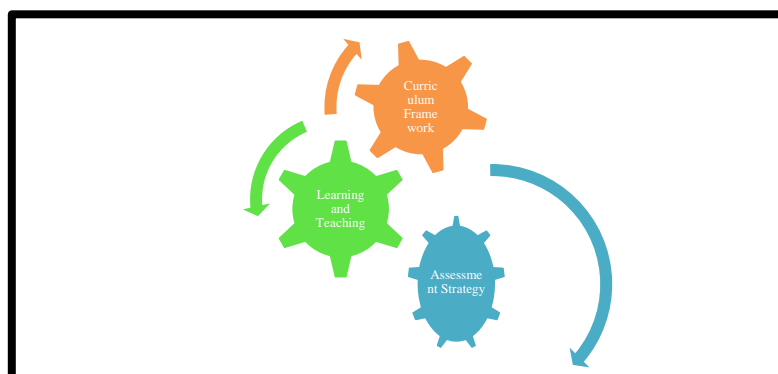 Curric
ulum
Frame
work
Learning
and
Teaching
Assessme
nt Strategy